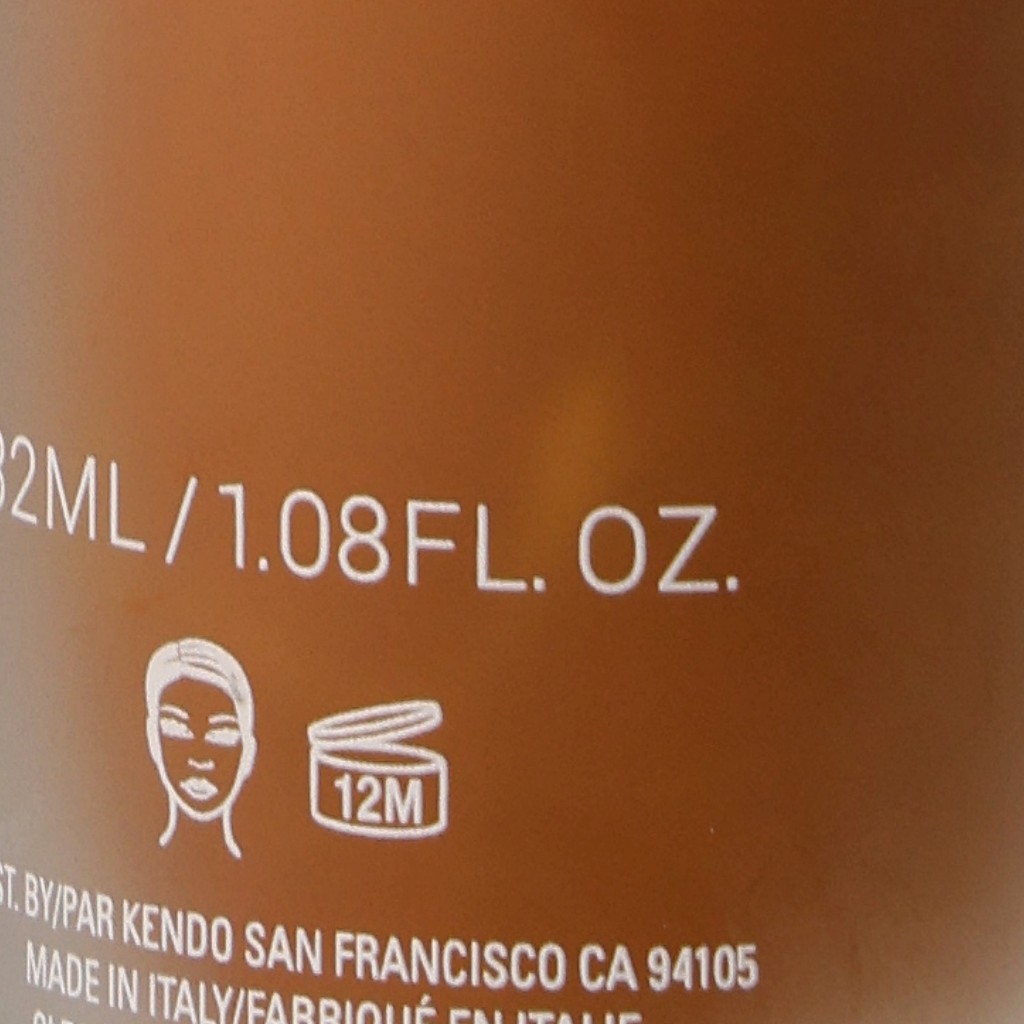 32ML / 1.08FL. OZ.
12M
ST. BY/PAR KENDO SAN FRANCISCO CA 94105
MADE IN ITALY/FABRIQUÉ EN ITALIE